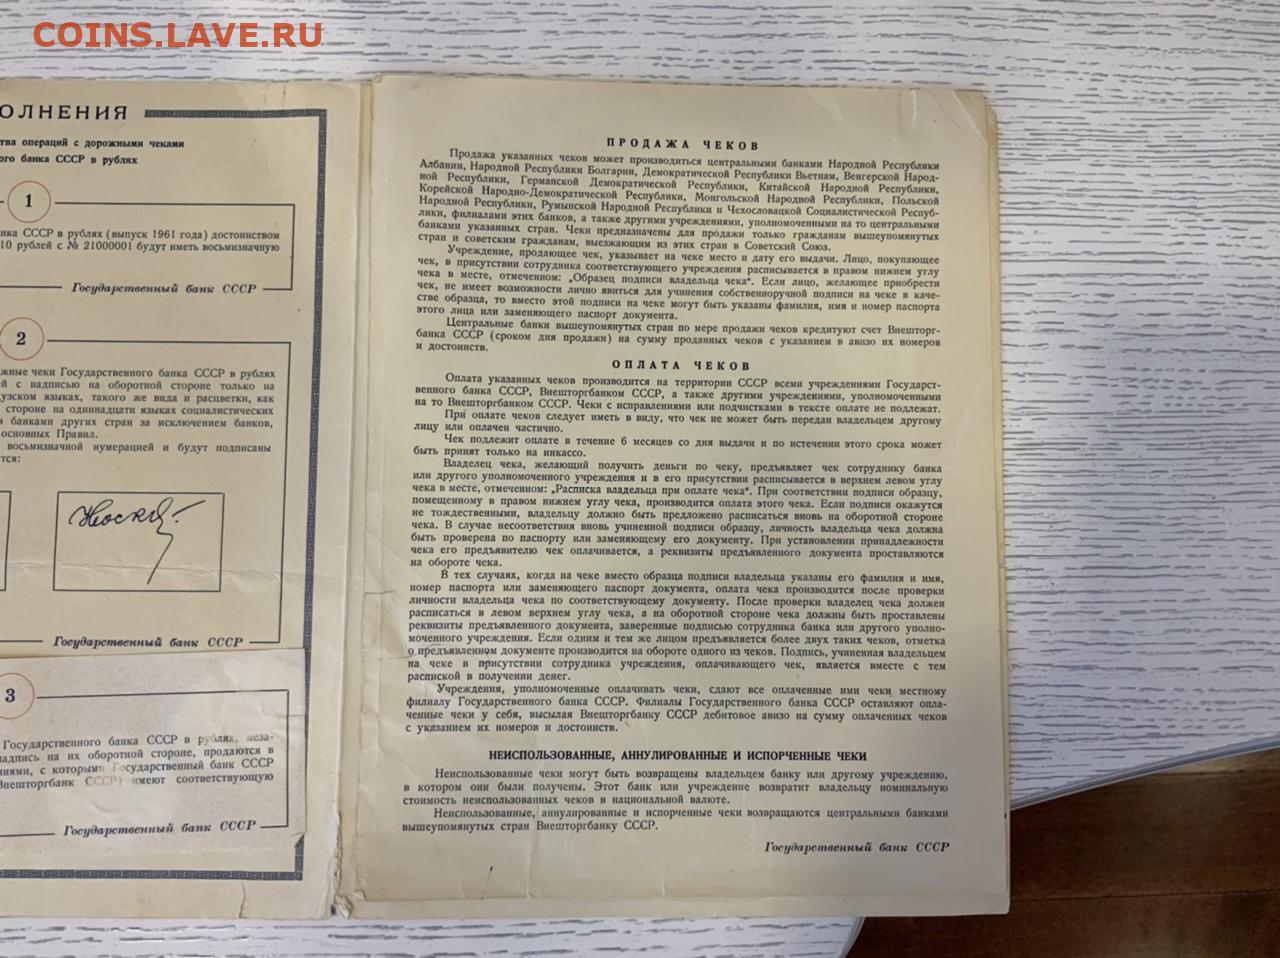 COINS.LAVE.RU
ОЛНЕНИЯ
тва операций с дорожными чеками
ого банка СССР в рублях
1
нка СССР в рублях (выпуск 1961 года) достоинством
10 рублей с № 21000001 будут иметь восьмизначную
Государственный банк СССР
2
жные чеки Государственного банка СССР в рублях
й с надписью на оборотной стороне только на
узском языках, такого же вида и расцветки, как
стороне на одиннадцати языках социалистических
и банками других стран за исключением банков,
основных Правил.
восьмизначной нумерацией и будут подписаны
тся:
Государственный банк СССР
3
Государственного банка СССР в рублях, неза-
надпись на их оборотной стороне, продаются в
ниями, с которыми Государственный банк СССР
Внешторгбанк СССР) имеют соответствующую
Государственный банк СССР
ПРОДАЖА ЧЕКОВ
Продажа указанных чеков может производиться центральными банками Народной Республики
Албании, Народной Республики Болгарии, Демократической Республики Вьетнам, Венгерской Народ-
ной Республики, Германской Демократической Республики, Китайской Народной Республики,
Корейской Народно-Демократической Республики, Монгольской Народной Республики, Польской
Народной Республики, Румынской Народной Республики и Чехословацкой Социалистической Респуб-
лики, филиалами этих банков, а также другими учреждениями, уполномоченными на то центральными
банками указанных стран. Чеки предназначены для продажи только гражданам вышеупомянутых
стран и советским гражданам, выезжающим из этих стран в Советский Союз.
Учреждение, продающее чек, указывает на чеке место и дату его выдачи. Лицо, покупающее
чек, в присутствии сотрудника соответствующего учреждения расписывается в правом нижнем углу
чека в месте, отмеченном: „Образец подписи владельца чека“. Если лицо, желающее приобрести
чек, не имеет возможности лично явиться для учинения собственноручной подписи на чеке в каче-
стве образца, то вместо этой подписи на чеке могут быть указаны фамилия, имя и номер паспорта
этого лица или заменяющего паспорт документа.
Центральные банки вышеупомянутых стран по мере продажи чеков кредитуют счет Внешторг-
банка СССР (сроком дня продажи) на сумму проданных чеков с указанием в авизо их номеров
и достоинств.
ОПЛАТА ЧЕКОВ
Оплата указанных чеков производится на территории СССР всеми учреждениями Государст-
венного банка СССР, Внешторгбанком СССР, а также другими учреждениями, уполномоченными
на то Внешторгбанком СССР. Чеки с исправлениями или подчистками в тексте оплате не подлежат.
При оплате чеков следует иметь в виду, что чек не может быть передан владельцем другому
лицу или оплачен частично.
Чек подлежит оплате в течение 6 месяцев со дня выдачи и по истечении этого срока может
быть принят только на инкассо.
Владелец чека, желающий получить деньги по чеку, предъявляет чек сотруднику банка
или другого уполномоченного учреждения и в его присутствии расписывается в верхнем левом углу
чека в месте, отмеченном: „Расписка владельца при оплате чека“. При соответствии подписи образцу,
помещенному в правом нижнем углу чека, производится оплата этого чека. Если подписи окажутся
не тождественными, владельцу должно быть предложено расписаться вновь на оборотной стороне
чека. В случае несоответствия вновь учиненной подписи образцу, личность владельца чека должна
быть проверена по паспорту или заменяющему его документу. При установлении принадлежности
чека его предъявителю чек оплачивается, а реквизиты предъявленного документа проставляются
на обороте чека.
В тех случаях, когда на чеке вместо образца подписи владельца указаны его фамилия и имя,
номер паспорта или заменяющего паспорт документа, оплата чека производится после проверки
личности владельца чека по соответствующему документу. После проверки владелец чека должен
расписаться в левом верхнем углу чека, а на оборотной стороне чека должны быть проставлены
реквизиты предъявленного документа, заверенные подписью сотрудника банка или другого уполно-
моченного учреждения. Если одним и тем же лицом предъявляется более двух таких чеков, отметка
о предъявленном документе производится на обороте одного из чеков. Подпись, учиненная владельцем
на чеке в присутствии сотрудника учреждения, оплачивающего чек, является вместе с тем
распиской в получении денег.
Учреждения, уполномоченные оплачивать чеки, сдают все оплаченные ими чеки местному
филиалу Государственного банка СССР. Филиалы Государственного банка СССР оставляют опла-
ченные чеки у себя, высылая Внешторгбанку СССР дебитовое авизо на сумму оплаченных чеков
с указанием их номеров и достоинств.
НЕИСПОЛЬЗОВАННЫЕ, АННУЛИРОВАННЫЕ И ИСПОРЧЕННЫЕ ЧЕКИ
Неиспользованные чеки могут быть возвращены владельцем банку или другому учреждению,
в котором они были получены. Этот банк или учреждение возвратит владельцу номинальную
стоимость неиспользованных чеков в национальной валюте.
Неиспользованные, аннулированные и испорченные чеки возвращаются центральными банками
вышеупомянутых стран Внешторгбанку СССР.
Государственный банк СССР